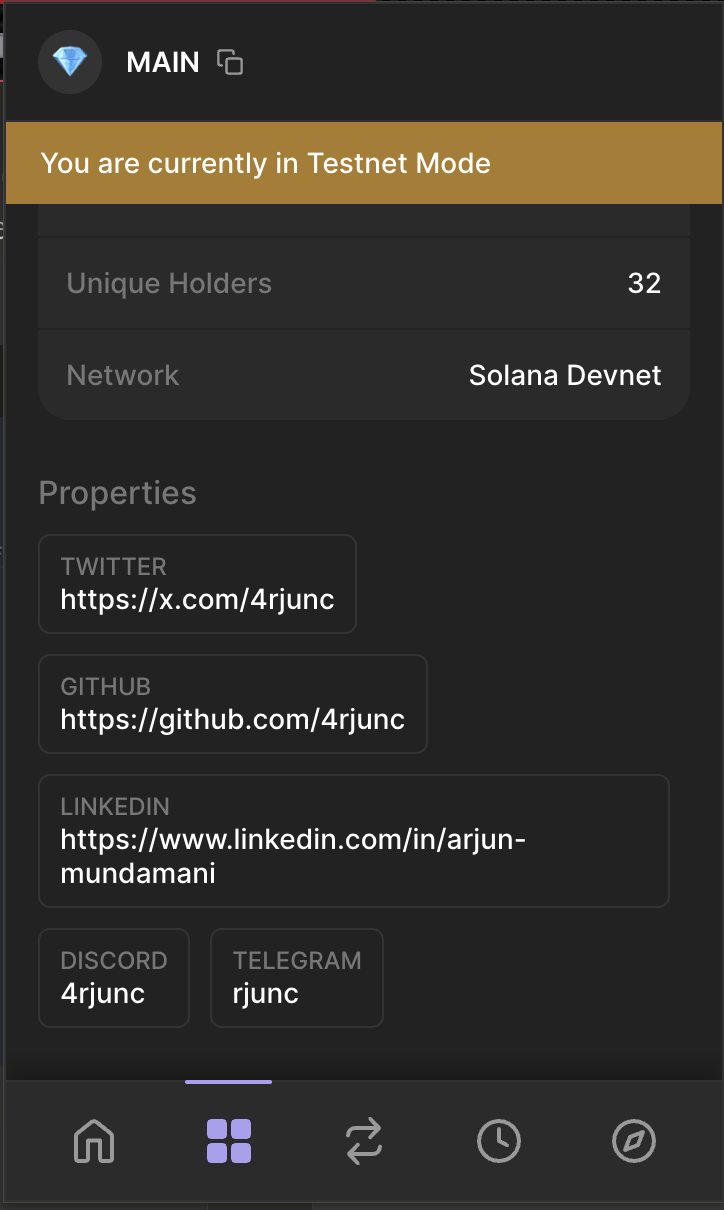 MAIN
You are currently in Testnet Mode
Unique Holders 32
Network Solana Devnet
Properties
TWITTER
https://x.com/4rjunc
GITHUB
https://github.com/4rjunc
LINKEDIN
https://www.linkedin.com/in/arjun-
mundamani
DISCORD TELEGRAM
4rjunc rjunc